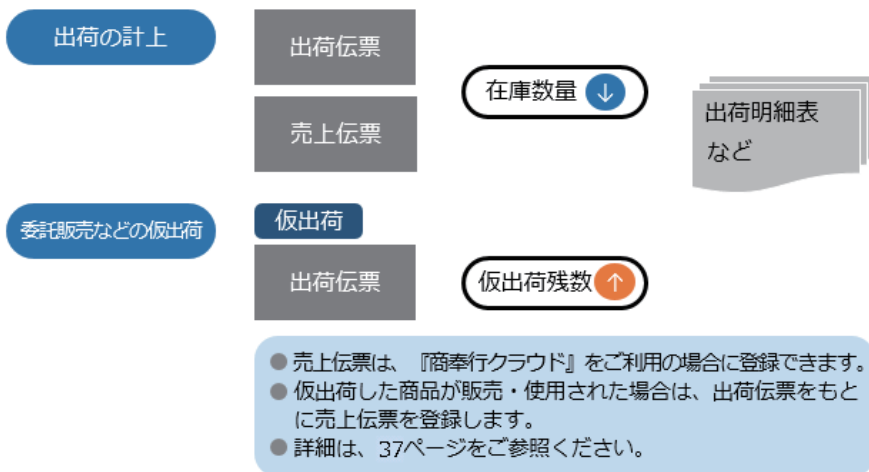 出荷の計上
出荷伝票
売上伝票
在庫数量 ↓
出荷明細表
など
委託販売などの仮出荷
仮出荷
出荷伝票
仮出荷残数 ↑
● 売上伝票は、『商奉行クラウド』をご利用の場合に登録できます。
● 仮出荷した商品が販売・使用された場合は、出荷伝票をもと
に売上伝票を登録します。
● 詳細は、37ページをご参照ください。